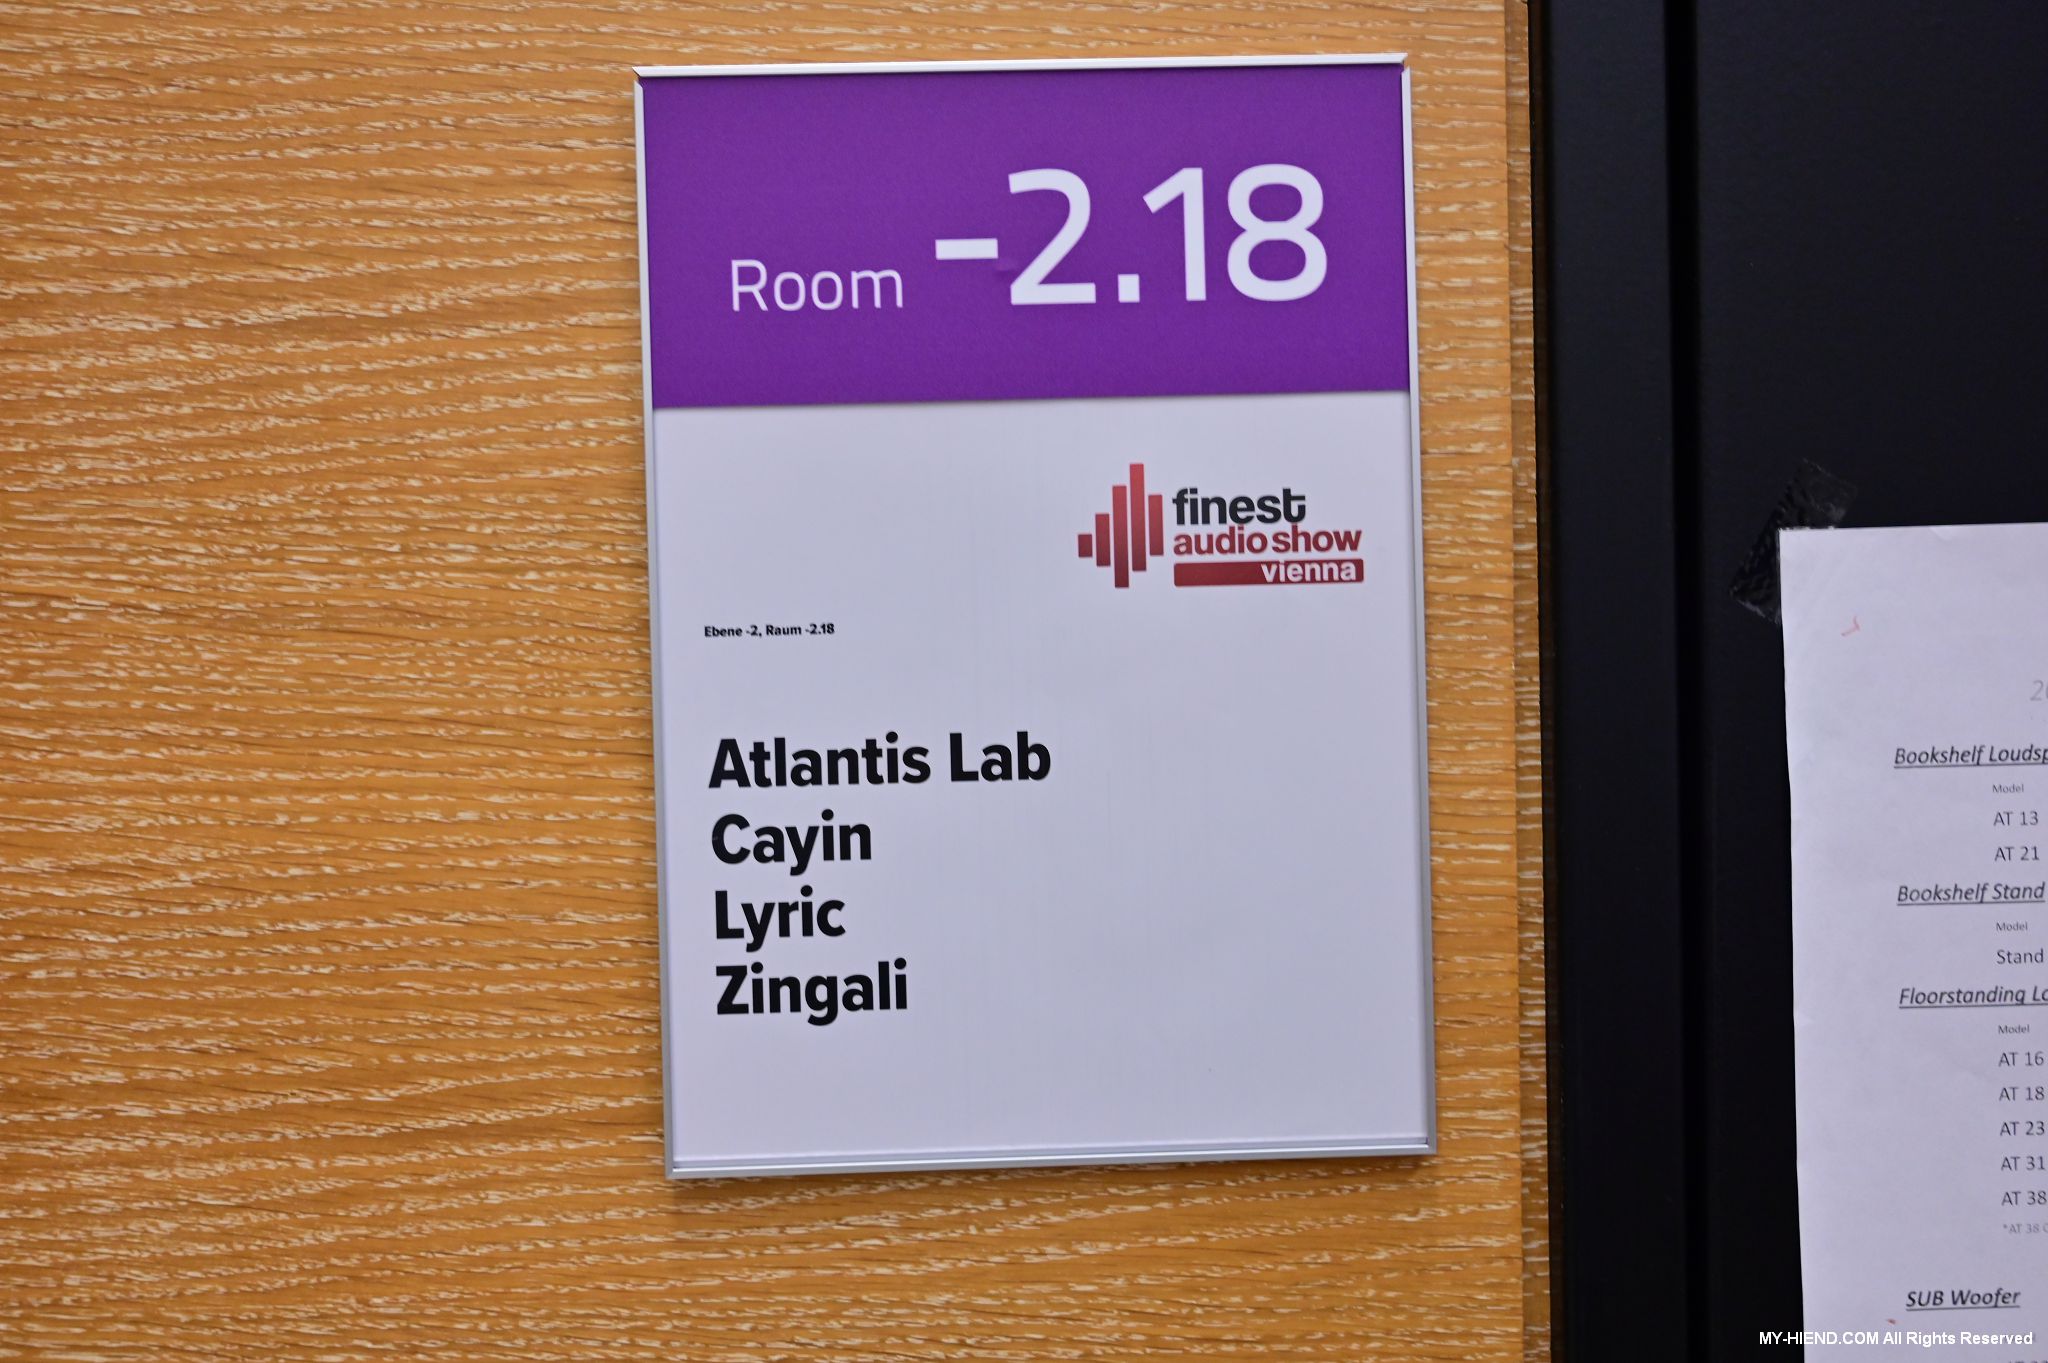 Room -2.18
finest
audio show
vienna
Ebene -2, Raum -2.18
Atlantis Lab
Cayin
Lyric
Zingali
Bookshelf
Model
AT 13
AT 21
Bookshelf Stand
Model
Stand
Floorstanding
Model
AT 16
AT 18
AT 23
AT 31
AT 38
*AT 38
SUB Woofer
MY-HIEND.COM All Rights Reserved